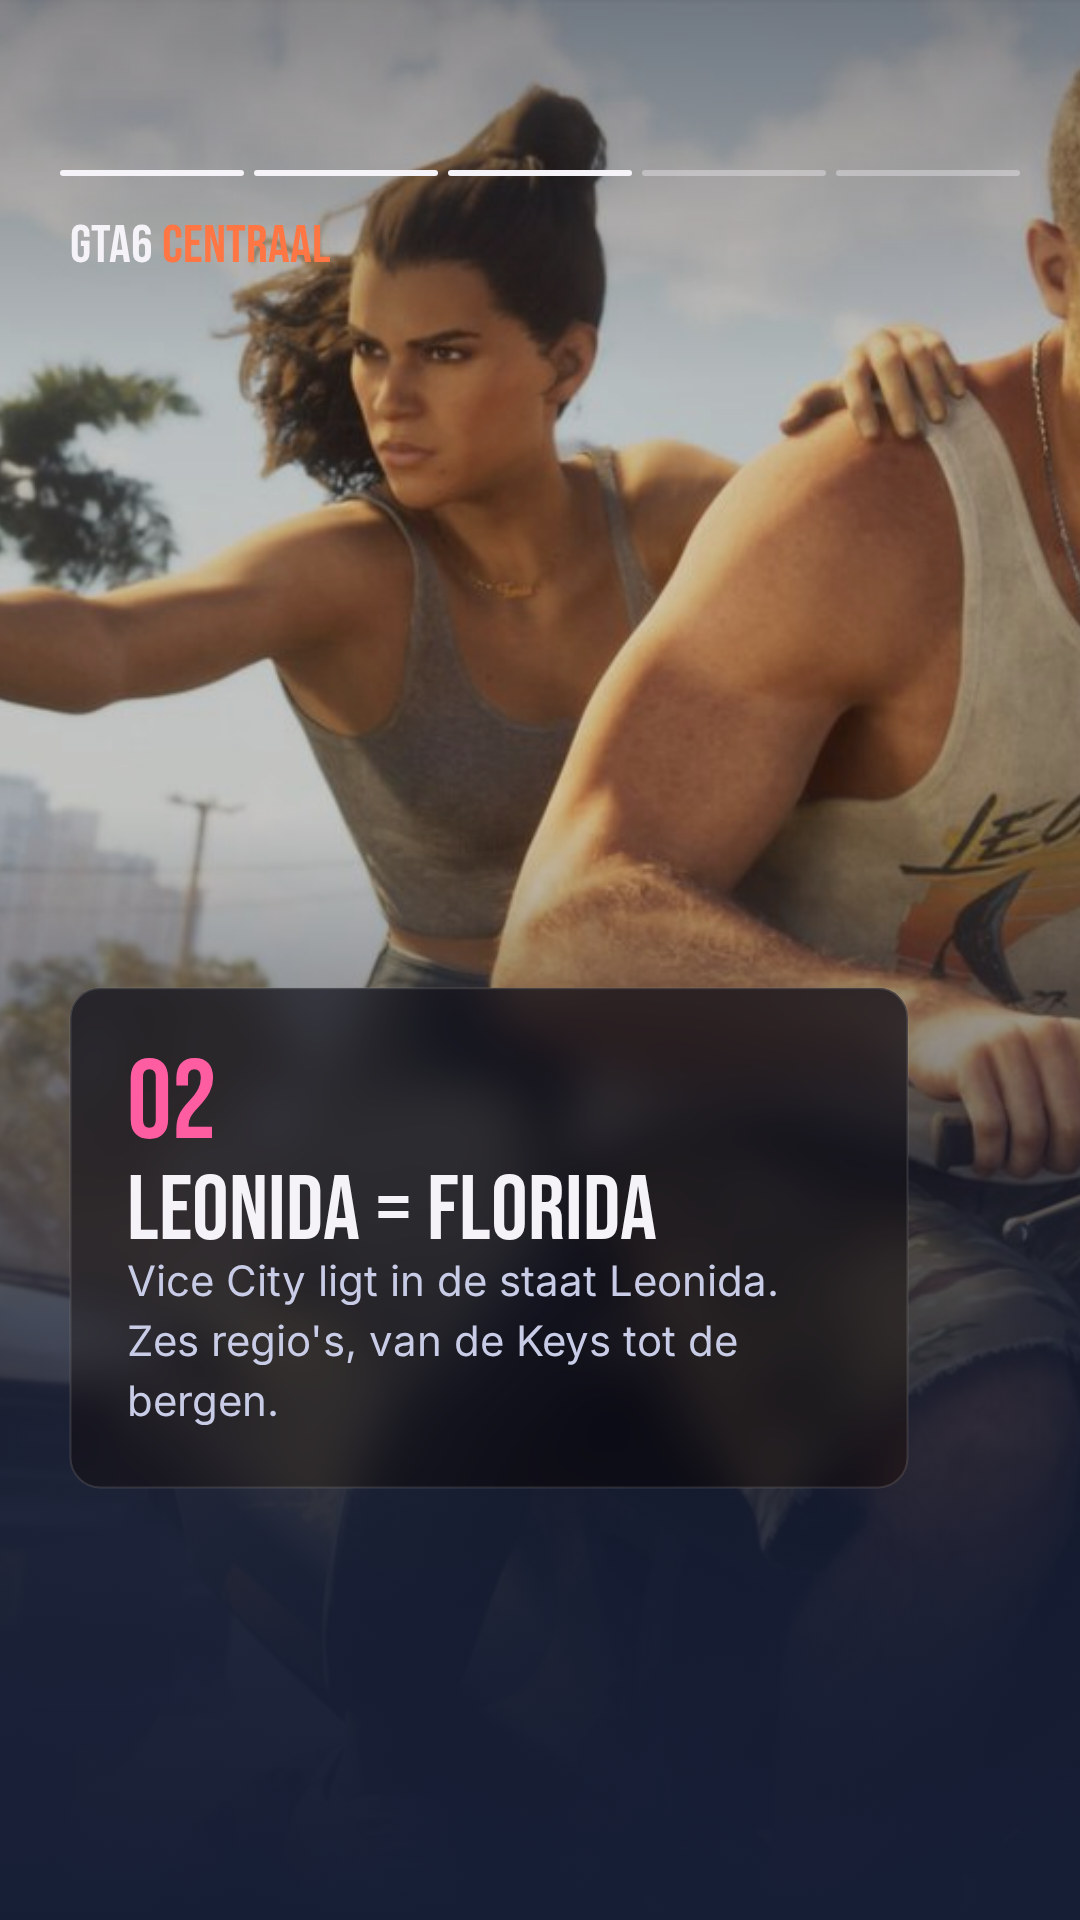 GTA6 CENTRAAL
02
LEONIDA = FLORIDA
Vice City ligt in de staat Leonida.
Zes regio's, van de Keys tot de
bergen.